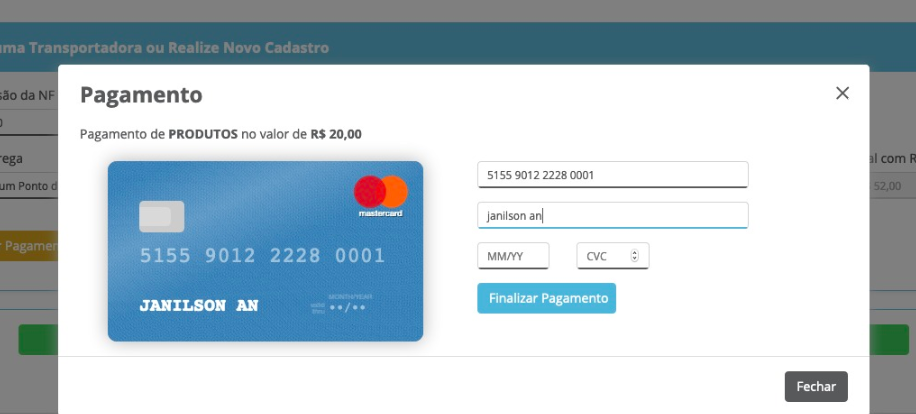 ma Transportadora ou Realize Novo Cadastro
são da NF
Pagamento
Pagamento de PRODUTOS no valor de R$ 20,00
rega
um Ponto d
r Pagamen
al com R
52,00
mastercard
5155 9012 2228 0001
JANILSON AN
MONTH/YEAR
valid
thru
••/••
5155 9012 2228 0001
janilson an
MM/YY
CVC
Finalizar Pagamento
Fechar